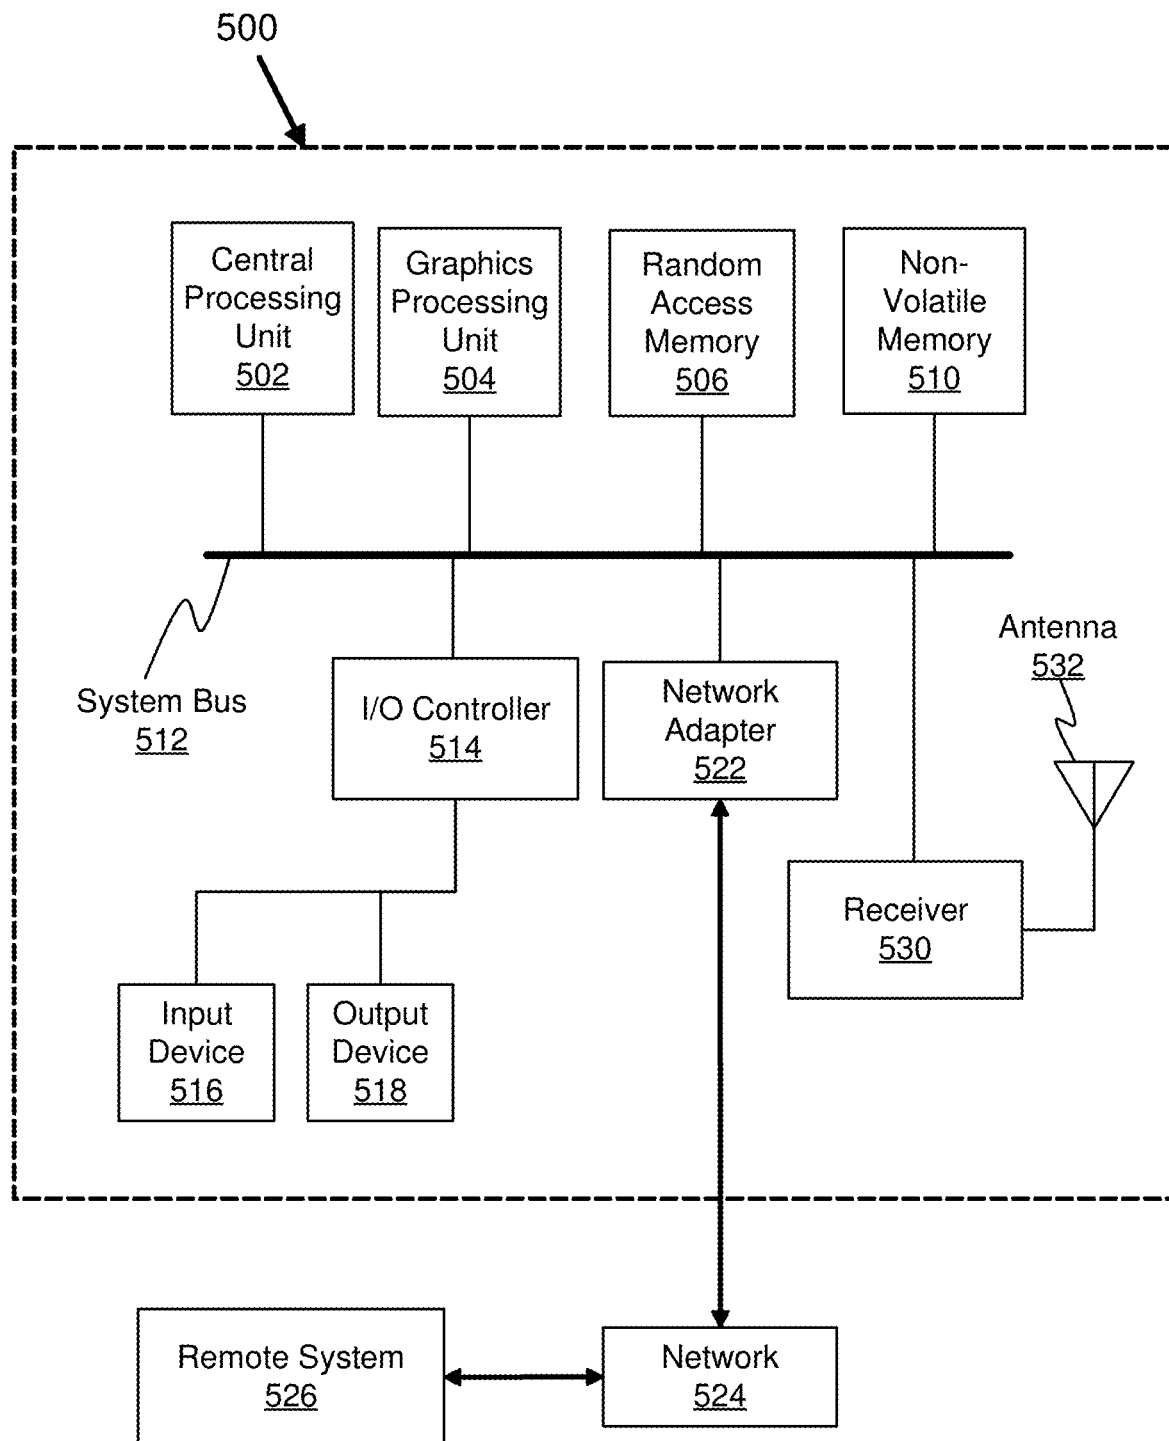 500
Central
Processing
Unit
502
Graphics
Processing
Unit
504
Random
Access
Memory
506
Non-
Volatile
Memory
510
System Bus
512
I/O Controller
514
Network
Adapter
522
Antenna
532
Receiver
530
Input
Device
516
Output
Device
518
Remote System
526
Network
524